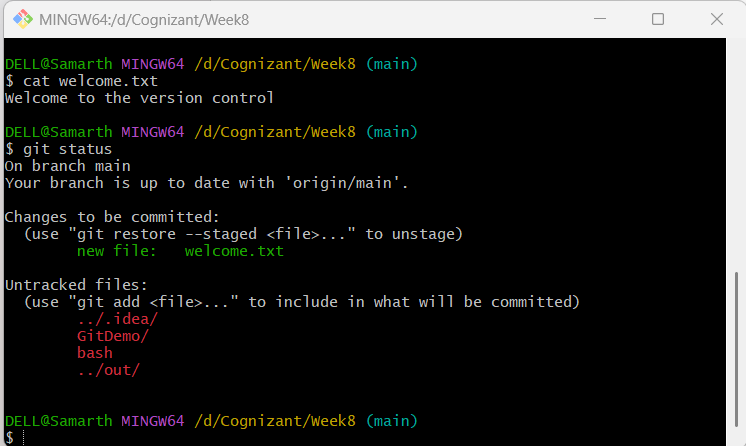 MINGW64:/d/Cognizant/Week8
DELL@Samarth MINGW64 /d/Cognizant/Week8 (main)
$ cat welcome.txt
Welcome to the version control
DELL@Samarth MINGW64 /d/Cognizant/Week8 (main)
$ git status
On branch main
Your branch is up to date with 'origin/main'.
Changes to be committed:
  (use "git restore --staged <file>..." to unstage)
        new file:   welcome.txt
Untracked files:
  (use "git add <file>..." to include in what will be committed)
        ../.idea/
        GitDemo/
        bash
        ../out/
DELL@Samarth MINGW64 /d/Cognizant/Week8 (main)
$